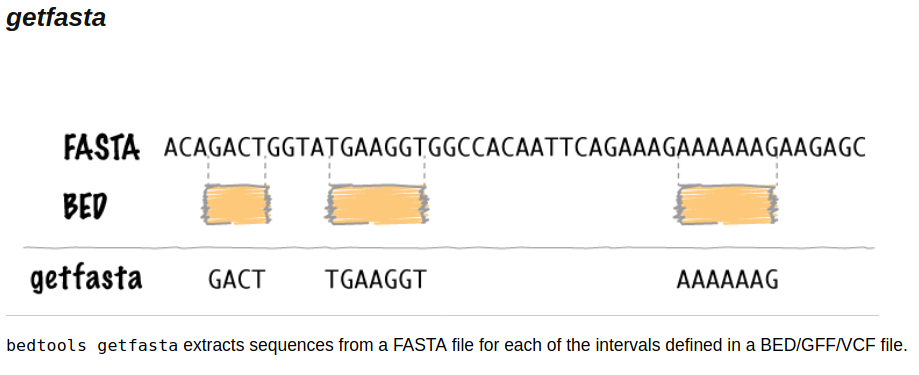 getfasta
FASTA ACAGACTGGTATGAAGGTGGCCACAATTCAGAAAGAAAAAAGAAGAGC
BED
getfasta GACT TGAAGGT AAAAAAG
bedtools getfasta extracts sequences from a FASTA file for each of the intervals defined in a BED/GFF/VCF file.